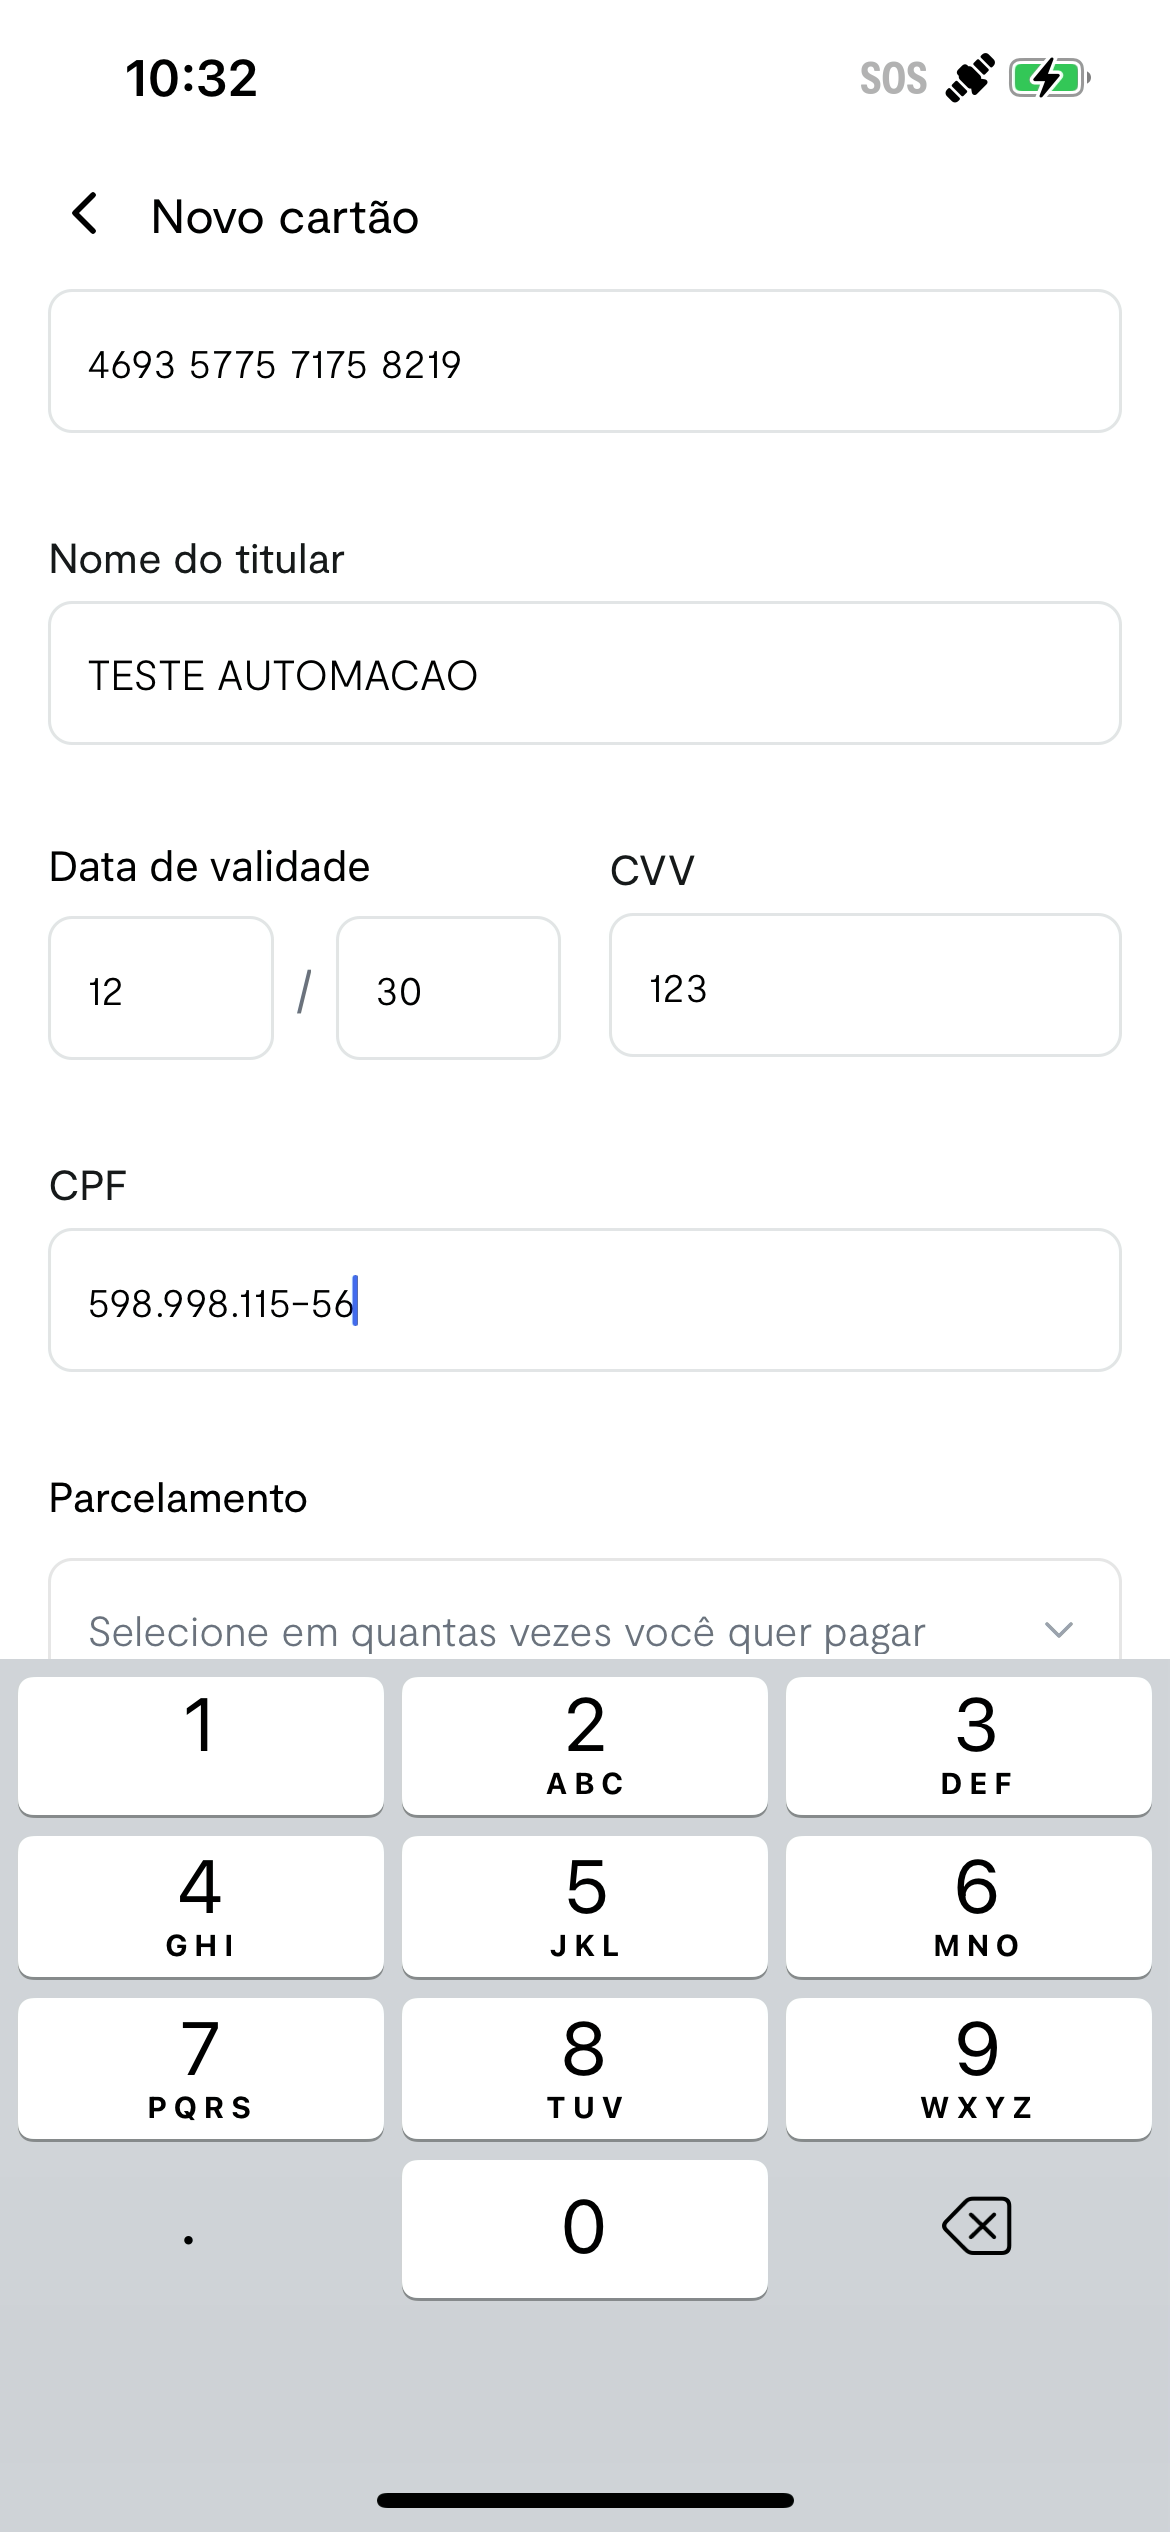 10:32 SOS
Novo cartão
4693 5775 7175 8219
Nome do titular
TESTE AUTOMACAO
Data de validade
CVV
12 / 30
123
CPF
598.998.115-56
Parcelamento
Selecione em quantas vezes você quer pagar
1
2 ABC
3 DEF
4 GHI
5 JKL
6 MNO
7 PQRS
8 TUV
9 WXYZ
.
0